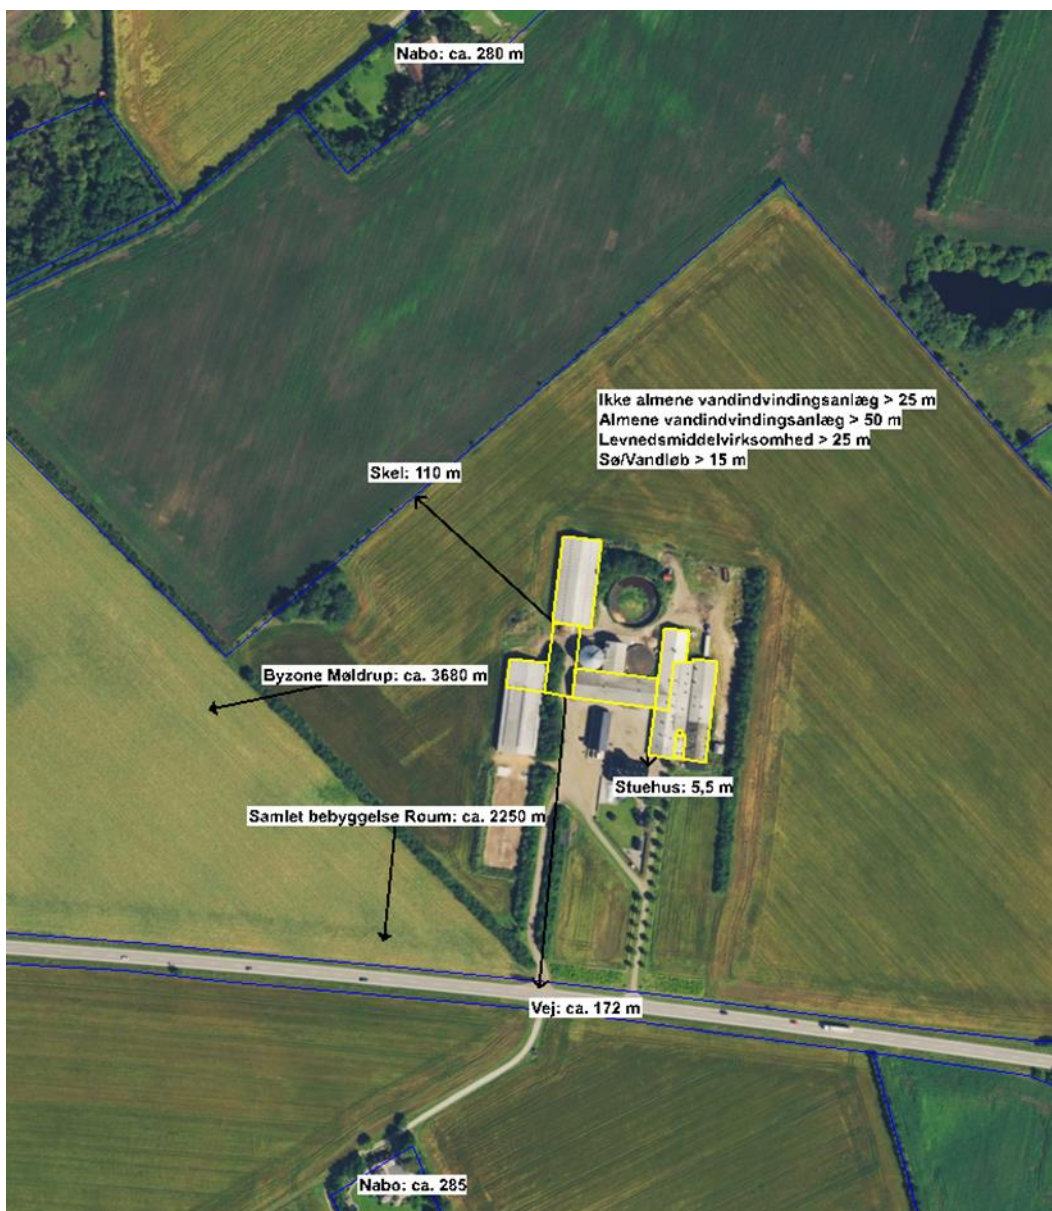 Nabo: ca. 280 m
Ikke almene vandindvindingsanlæg > 25 m
Almene vandindvindingsanlæg > 50 m
Levnedsmiddelvirksomhed > 25 m
Sø/Vandløb > 15 m
Skel: 110 m
Byzone Møldrup: ca. 3680 m
Stuehus: 5,5 m
Samlet bebyggelse Roum: ca. 2250 m
Vej: ca. 172 m
Nabo: ca. 285